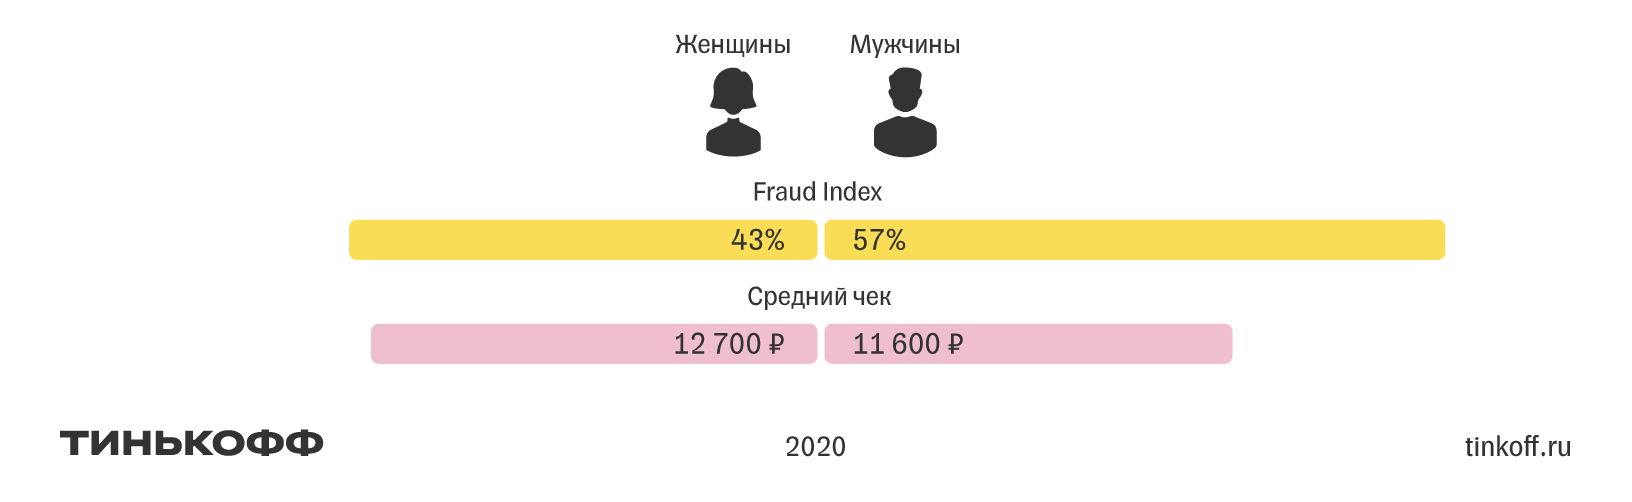 Женщины Мужчины
Fraud Index
43% 57%
Средний чек
12 700 ₽ 11 600 ₽
ТИНЬКОФФ 2020 tinkoff.ru